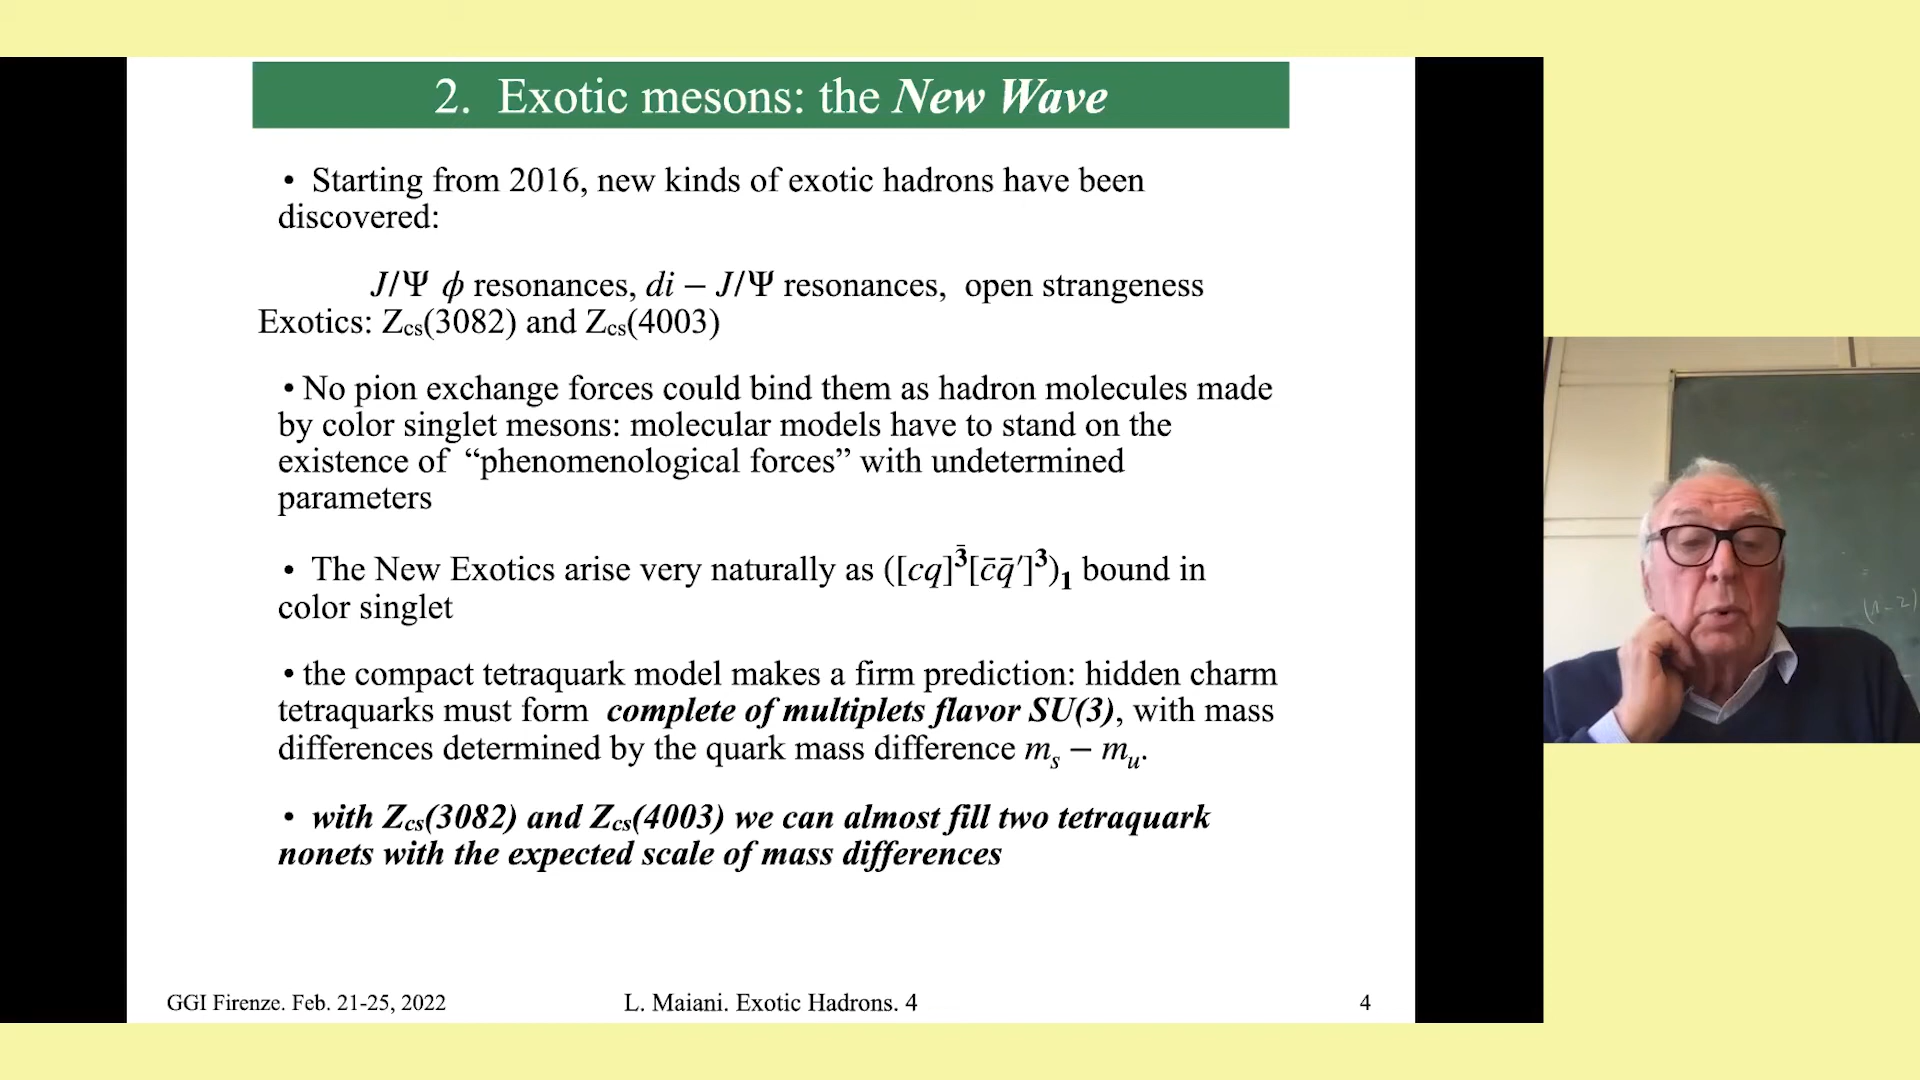 2. Exotic mesons: the New Wave
• Starting from 2016, new kinds of exotic hadrons have been
discovered:
J/Ψ ϕ resonances, di − J/Ψ resonances, open strangeness
Exotics: Zcs(3082) and Zcs(4003)
• No pion exchange forces could bind them as hadron molecules made
by color singlet mesons: molecular models have to stand on the
existence of “phenomenological forces” with undetermined
parameters
• The New Exotics arise very naturally as ([cq]^3̄[c̄q̄′]^3)_1 bound in
color singlet
• the compact tetraquark model makes a firm prediction: hidden charm
tetraquarks must form complete of multiplets flavor SU(3), with mass
differences determined by the quark mass difference m_s − m_u.
• with Zcs(3082) and Zcs(4003) we can almost fill two tetraquark
nonets with the expected scale of mass differences
GGI Firenze. Feb. 21-25, 2022
L. Maiani. Exotic Hadrons. 4
4
(1-2)